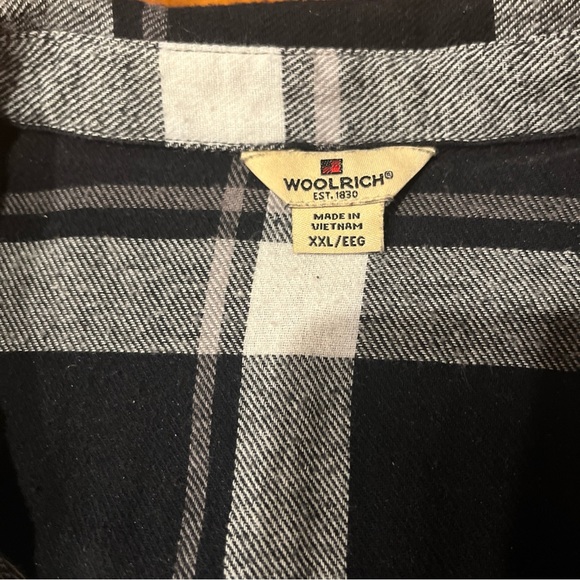 WOOLRICH®
EST. 1830
MADE IN
VIETNAM
XXL/EEG